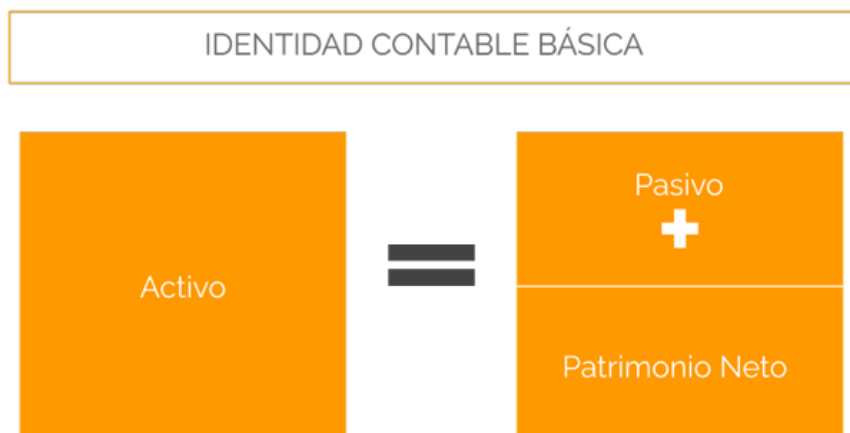 IDENTIDAD CONTABLE BÁSICA
Activo
=
Pasivo
+
Patrimonio Neto